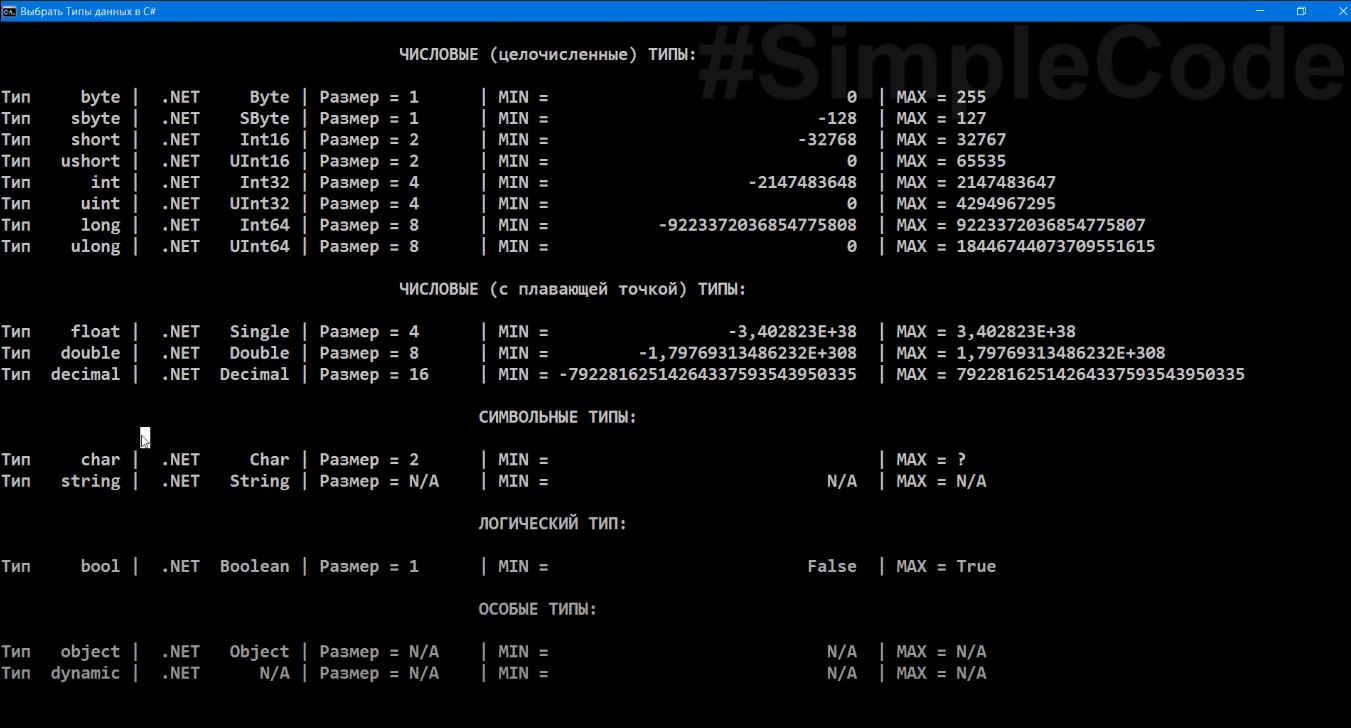 Выбрать Типы данных в C#
#SimpleCode
ЧИСЛОВЫЕ (целочисленные) ТИПЫ:
Тип byte | .NET Byte | Размер = 1 | MIN = 0 | MAX = 255
Тип sbyte | .NET SByte | Размер = 1 | MIN = -128 | MAX = 127
Тип short | .NET Int16 | Размер = 2 | MIN = -32768 | MAX = 32767
Тип ushort | .NET UInt16 | Размер = 2 | MIN = 0 | MAX = 65535
Тип int | .NET Int32 | Размер = 4 | MIN = -2147483648 | MAX = 2147483647
Тип uint | .NET UInt32 | Размер = 4 | MIN = 0 | MAX = 4294967295
Тип long | .NET Int64 | Размер = 8 | MIN = -9223372036854775808 | MAX = 9223372036854775807
Тип ulong | .NET UInt64 | Размер = 8 | MIN = 0 | MAX = 18446744073709551615
ЧИСЛОВЫЕ (с плавающей точкой) ТИПЫ:
Тип float | .NET Single | Размер = 4 | MIN = -3,402823E+38 | MAX = 3,402823E+38
Тип double | .NET Double | Размер = 8 | MIN = -1,79769313486232E+308 | MAX = 1,79769313486232E+308
Тип decimal | .NET Decimal | Размер = 16 | MIN = -79228162514264337593543950335 | MAX = 79228162514264337593543950335
СИМВОЛЬНЫЕ ТИПЫ:
Тип char | .NET Char | Размер = 2 | MIN = | MAX = ?
Тип string | .NET String | Размер = N/A | MIN = N/A | MAX = N/A
ЛОГИЧЕСКИЙ ТИП:
Тип bool | .NET Boolean | Размер = 1 | MIN = False | MAX = True
ОСОБЫЕ ТИПЫ:
Тип object | .NET Object | Размер = N/A | MIN = N/A | MAX = N/A
Тип dynamic | .NET N/A | Размер = N/A | MIN = N/A | MAX = N/A